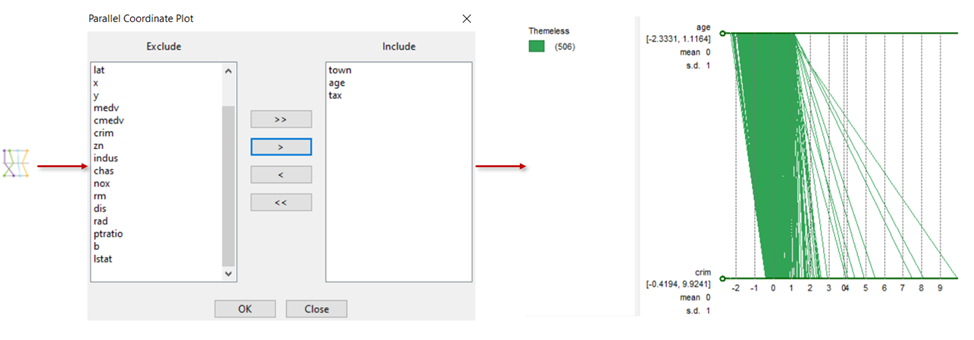 Parallel Coordinate Plot
Exclude
Include
lat
x
y
medv
cmedv
crim
zn
indus
chas
nox
rm
dis
rad
ptratio
b
lstat
>>
>
<
<<
town
age
tax
OK
Close
Themeless
(506)
age
[-2.3331, 1.1164]
mean 0
s.d. 1
crim
[-0.4194, 9.9241]
mean 0
s.d. 1
-2 -1 0 1 2 3 4 5 6 7 8 9